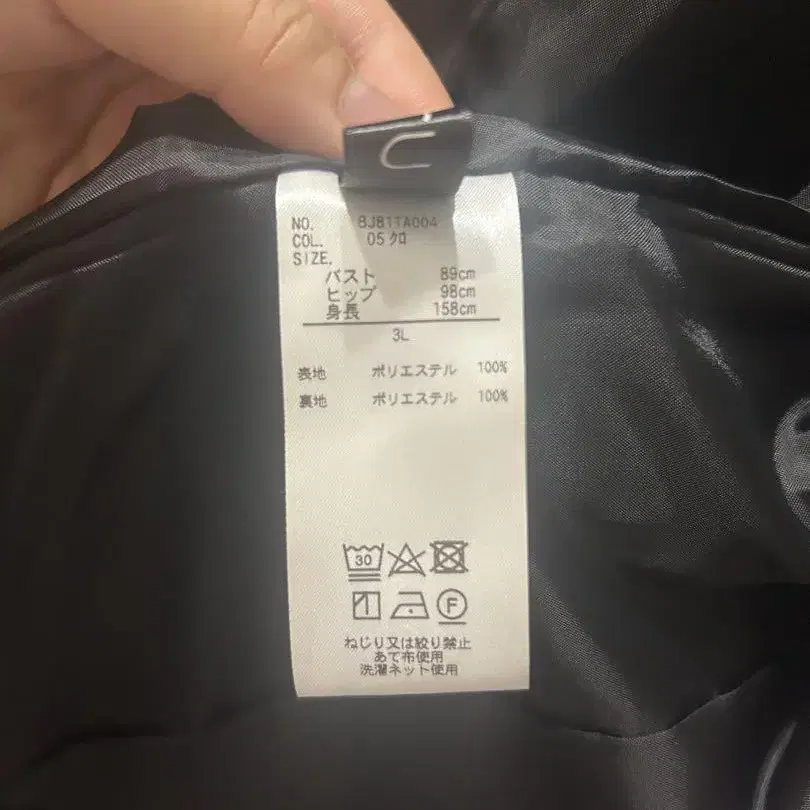 NO. BJ81TA004
COL. 05 クロ
SIZE.
バスト 89cm
ヒップ 98cm
身長 158cm
3L
表地 ポリエステル 100%
裏地 ポリエステル 100%
30
F
ねじり又は絞り禁止
あて布使用
洗濯ネット使用